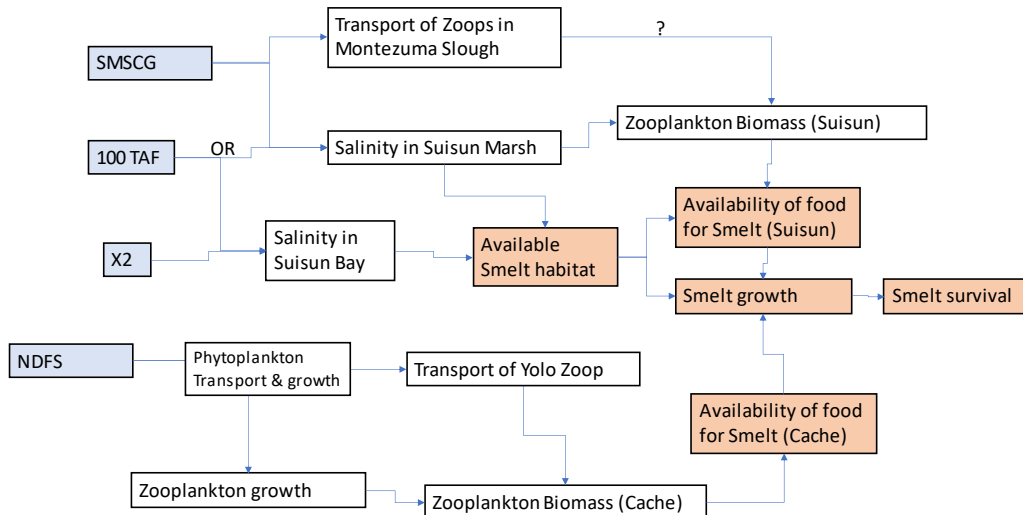 Transport of Zoops in
Montezuma Slough
?
SMSCG
Zooplankton Biomass (Suisun)
100 TAF
OR
Salinity in Suisun Marsh
Availability of food
for Smelt (Suisun)
X2
Salinity in
Suisun Bay
Available
Smelt habitat
Smelt growth
Smelt survival
NDFS
Phytoplankton
Transport & growth
Transport of Yolo Zoop
Availability of food
for Smelt (Cache)
Zooplankton growth
Zooplankton Biomass (Cache)